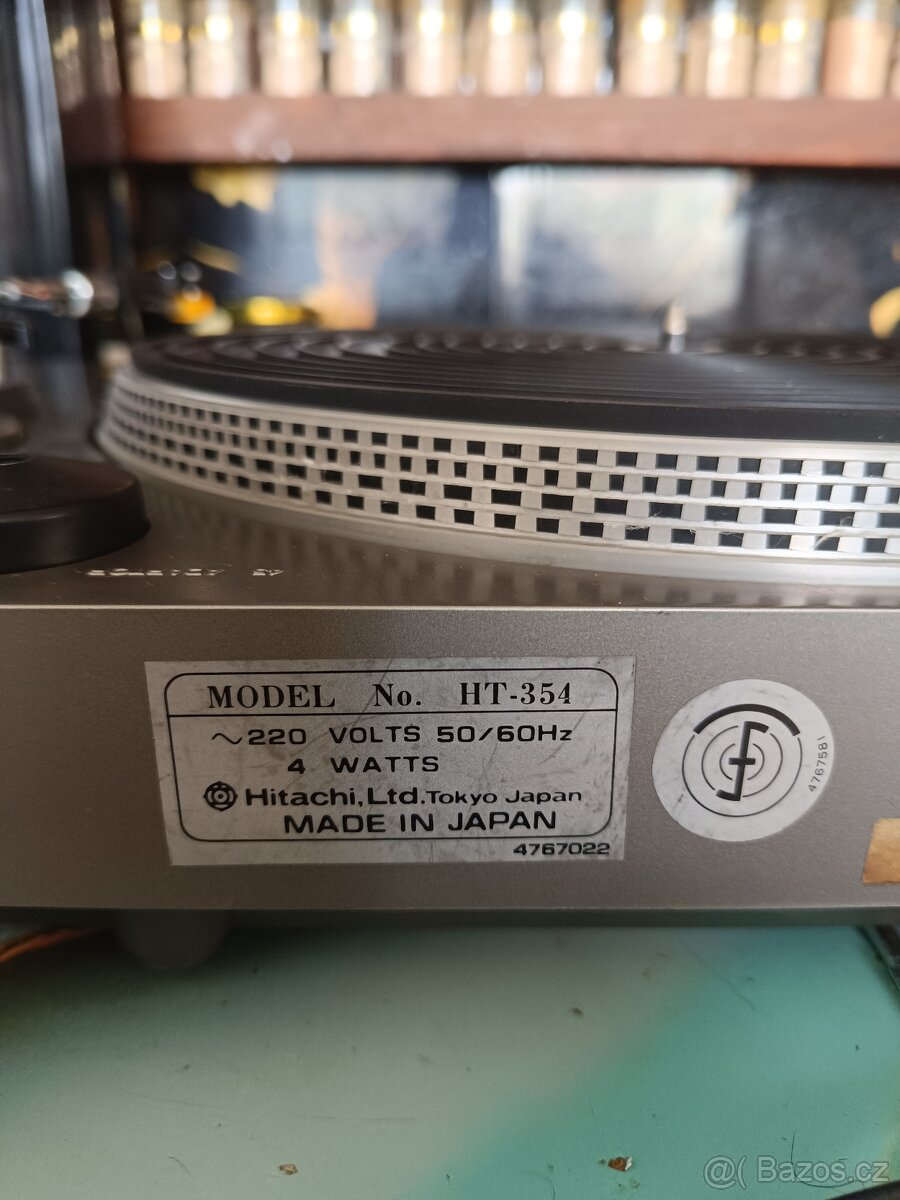 MODEL No. HT-354
~220 VOLTS 50/60Hz
4 WATTS
Hitachi, Ltd. Tokyo Japan
MADE IN JAPAN
4767022
4767581
@( Bazos.cz